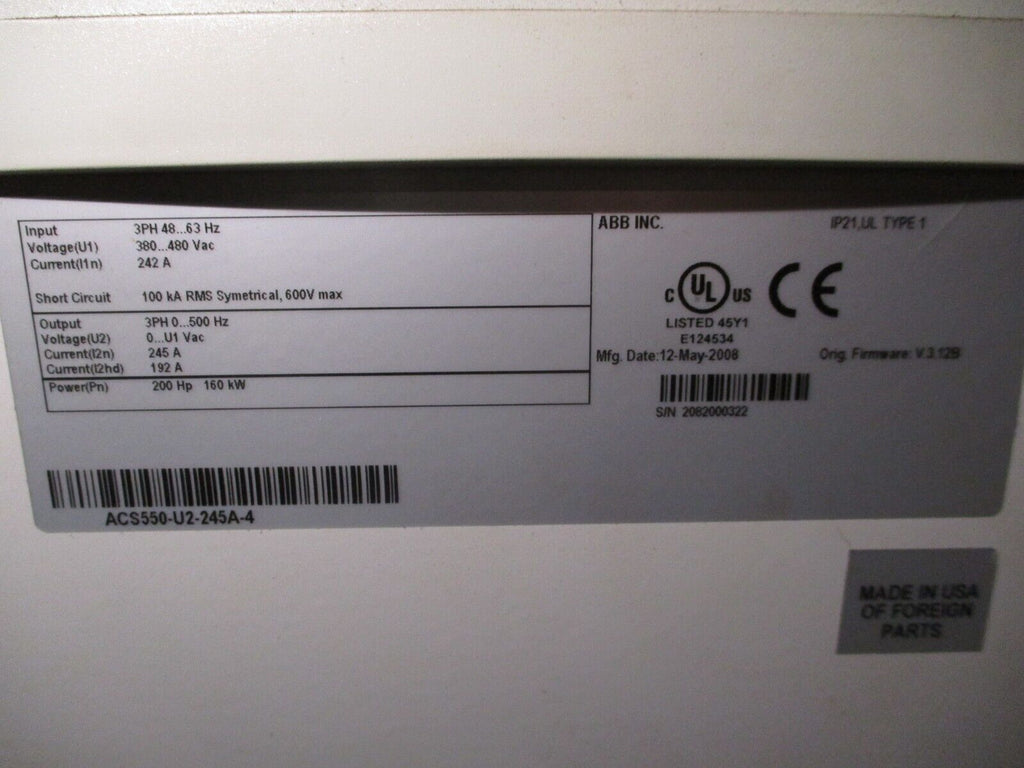 Input 3PH 48...63 Hz
Voltage(U1) 380...480 Vac
Current(I1n) 242 A
Short Circuit 100 kA RMS Symetrical, 600V max
Output 3PH 0...500 Hz
Voltage(U2) 0...U1 Vac
Current(I2n) 245 A
Current(I2hd) 192 A
Power(Pn) 200 Hp 160 kW
ACS550-U2-245A-4
ABB INC. IP21,UL TYPE 1
C UL US CE
LISTED 45Y1
E124534
Mfg. Date:12-May-2008 Orig. Firmware: V.3.12B
S/N 2082000322
MADE IN USA
OF FOREIGN
PARTS